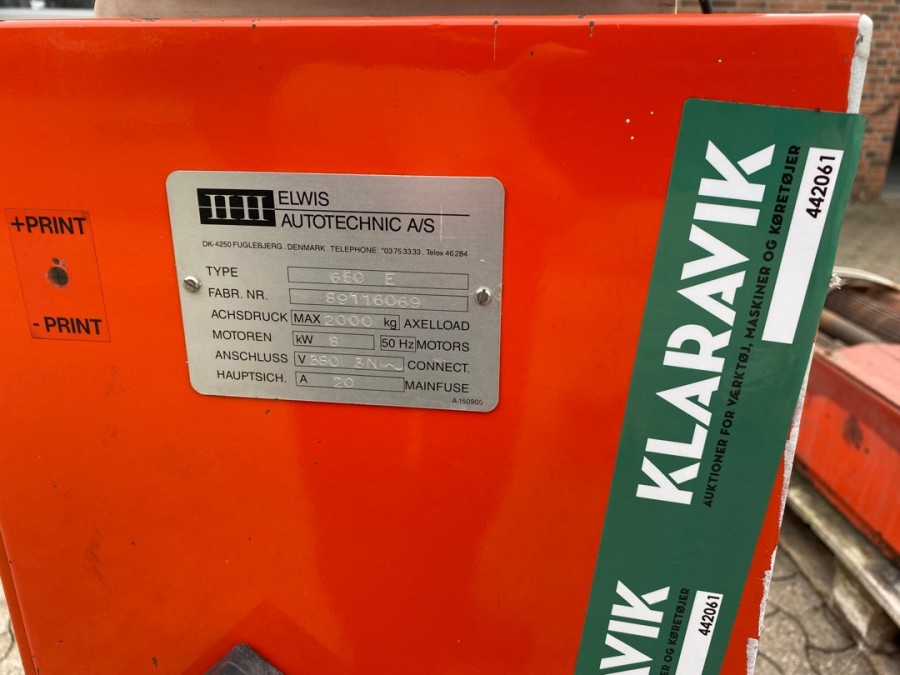 +PRINT
- PRINT
ELWIS
AUTOTECHNIC A/S
DK-4250 FUGLEBJERG . DENMARK . TELEPHONE: *03 75 33 33 . Telex 46 284
TYPE 660 E
FABR. NR. 89116069
ACHSDRUCK MAX 2000 kg AXELLOAD
MOTOREN kW 8 50 Hz MOTORS
ANSCHLUSS V 380 3N~ CONNECT.
HAUPTSICH. A 20 MAINFUSE
A-150905
KLARAVIK
AUKTIONER FOR VÆRKTØJ, MASKINER OG KØRETØJER
442061
AVIK
ER OG KØRETØJER
442061